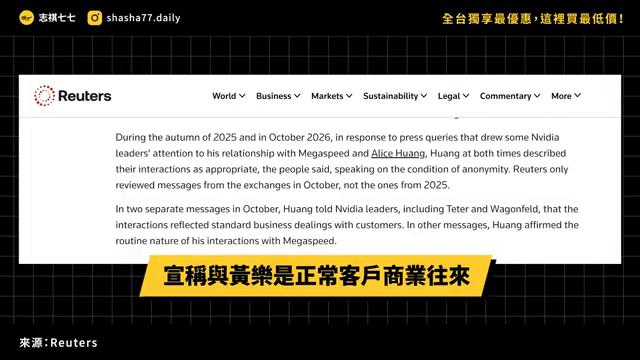 志祺七七
shasha77.daily
全台獨享最優惠，這裡買最低價！
Reuters
World
Business
Markets
Sustainability
Legal
Commentary
More
During the autumn of 2025 and in October 2026, in response to press queries that drew some Nvidia
leaders' attention to his relationship with Megaspeed and Alice Huang, Huang at both times described
their interactions as appropriate, the people said, speaking on the condition of anonymity. Reuters only
reviewed messages from the exchanges in October, not the ones from 2025.
In two separate messages in October, Huang told Nvidia leaders, including Teter and Wagonfeld, that the
interactions reflected standard business dealings with customers. In other messages, Huang affirmed the
routine nature of his interactions with Megaspeed.
宣稱與黃樂是正常客戶商業往來
來源：Reuters